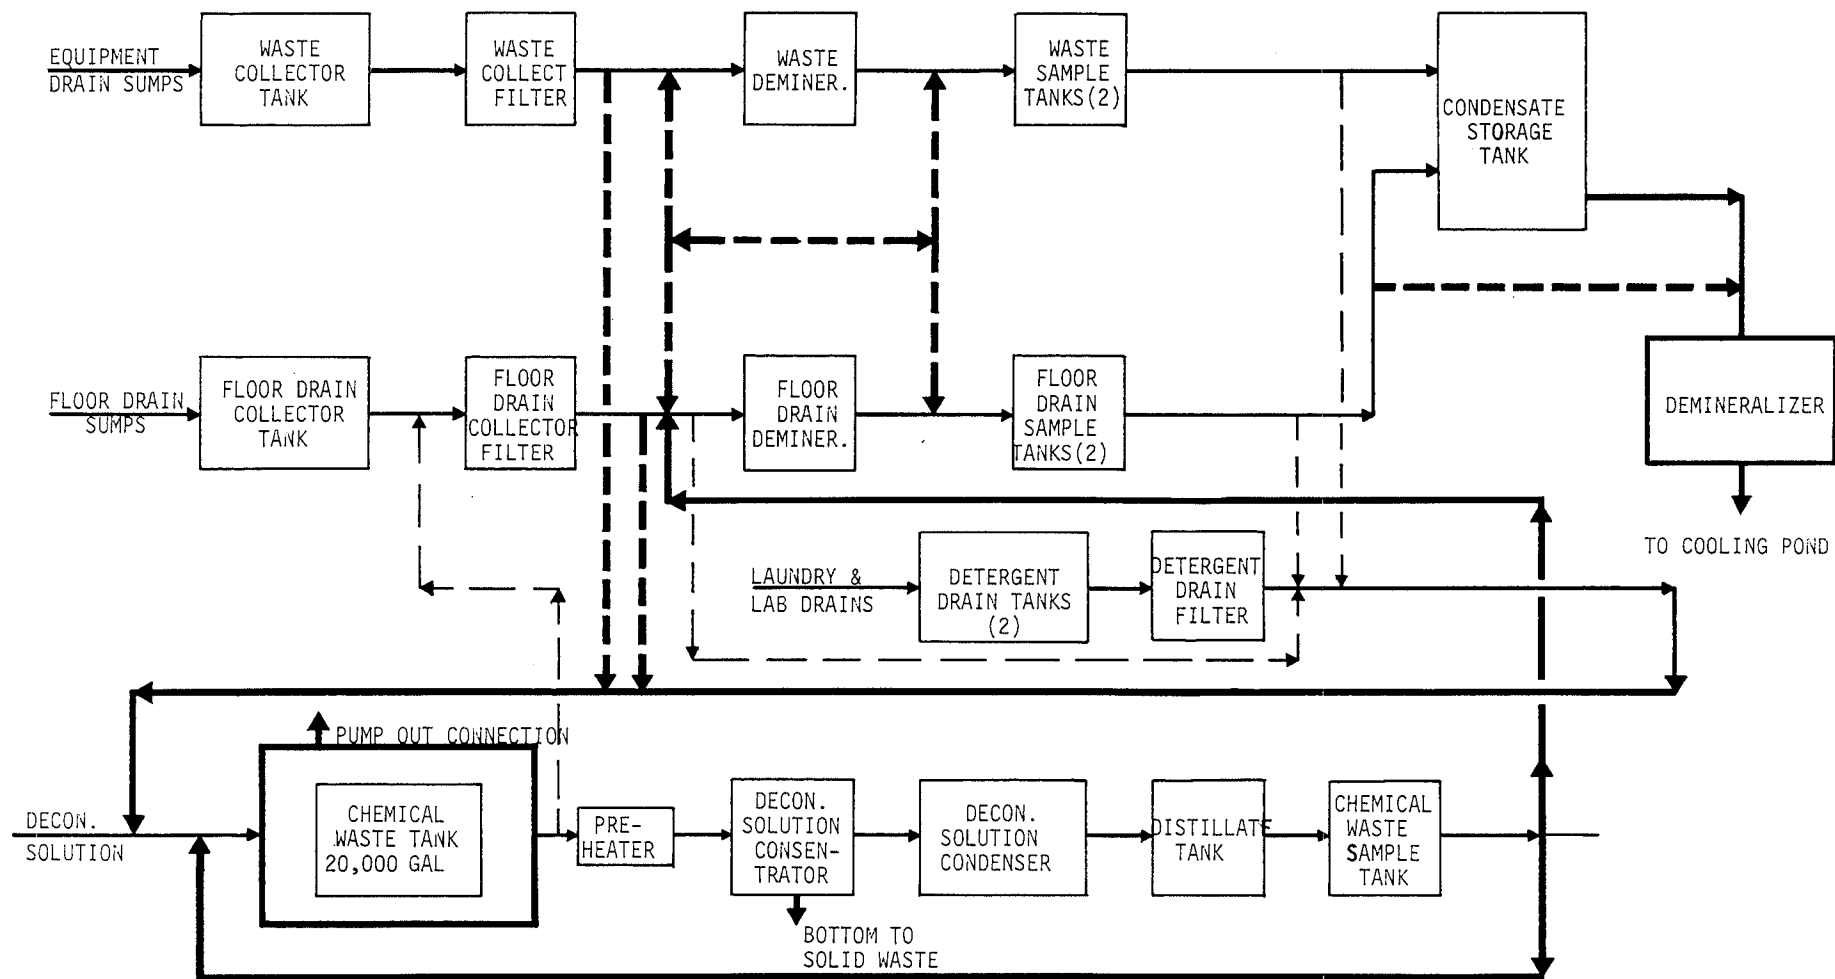 EQUIPMENT
DRAIN SUMPS
WASTE
COLLECTOR
TANK
WASTE
COLLECT
FILTER
WASTE
DEMINER.
WASTE
SAMPLE
TANKS(2)
CONDENSATE
STORAGE
TANK
FLOOR DRAIN
SUMPS
FLOOR DRAIN
COLLECTOR
TANK
FLOOR
DRAIN
COLLECTOR
FILTER
FLOOR
DRAIN
DEMINER.
FLOOR
DRAIN
SAMPLE
TANKS(2)
DEMINERALIZER
TO COOLING POND
LAUNDRY &
LAB DRAINS
DETERGENT
DRAIN TANKS
(2)
DETERGENT
DRAIN
FILTER
PUMP OUT CONNECTION
DECON.
SOLUTION
CHEMICAL
WASTE TANK
20,000 GAL
PRE-
HEATER
DECON.
SOLUTION
CONSEN-
TRATOR
DECON.
SOLUTION
CONDENSER
DISTILLATE
TANK
CHEMICAL
WASTE
SAMPLE
TANK
BOTTOM TO
SOLID WASTE